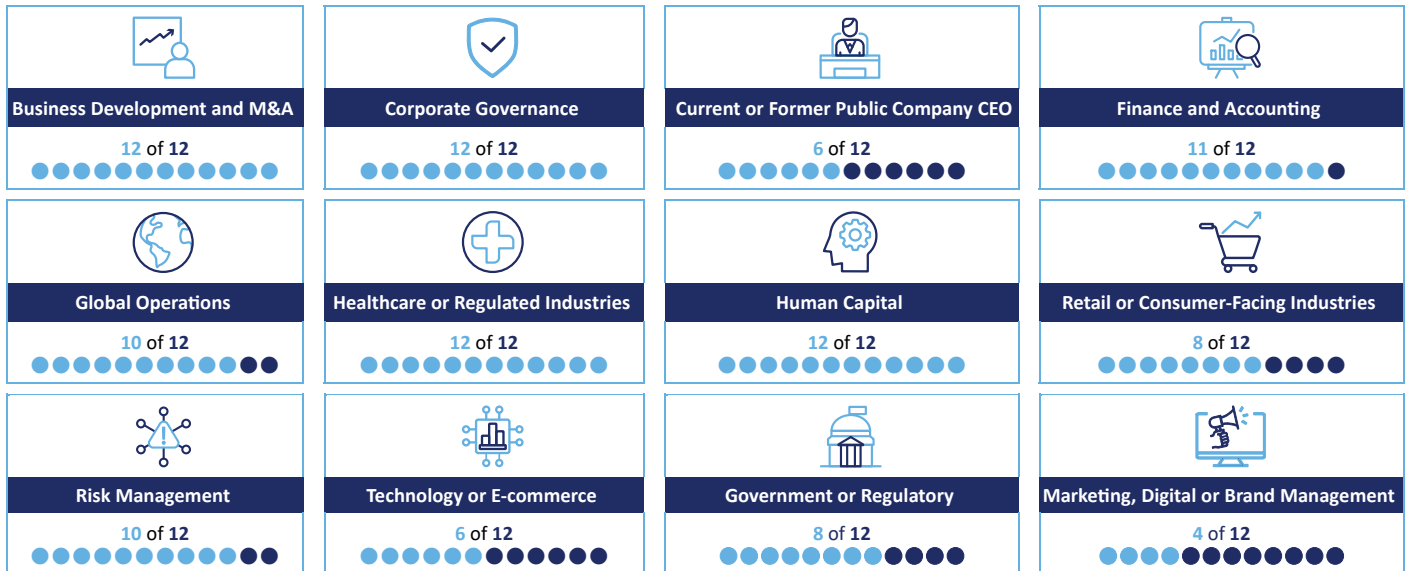 Business Development and M&A
12 of 12
Corporate Governance
12 of 12
Current or Former Public Company CEO
6 of 12
Finance and Accounting
11 of 12
Global Operations
10 of 12
Healthcare or Regulated Industries
12 of 12
Human Capital
12 of 12
Retail or Consumer-Facing Industries
8 of 12
Risk Management
10 of 12
Technology or E-commerce
6 of 12
Government or Regulatory
8 of 12
Marketing, Digital or Brand Management
4 of 12